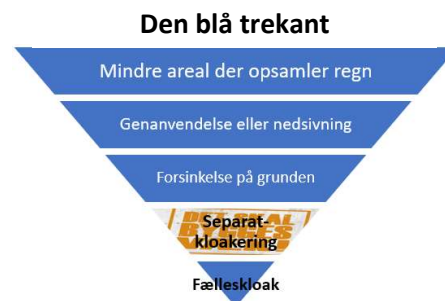 Den blå trekant
Mindre areal der opsamler regn
Genanvendelse eller nedsivning
Forsinkelse på grunden
Separat-
kloakering
Fælleskloak